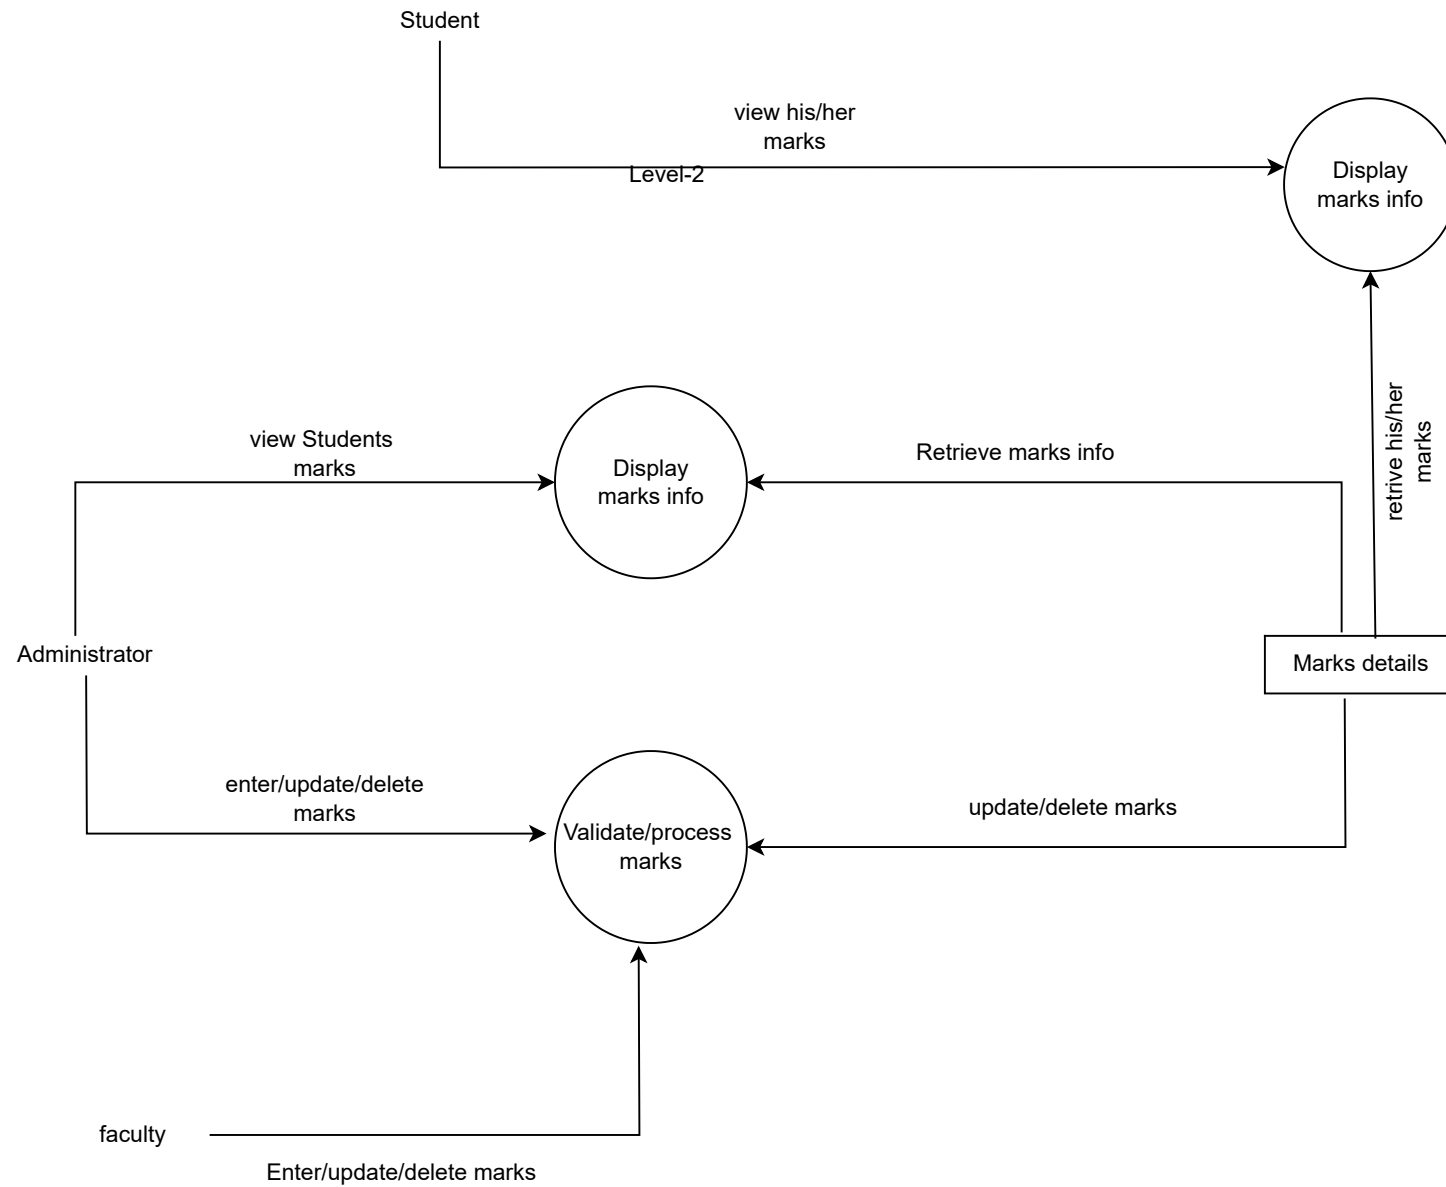 Student
view his/her
marks
Level-2
Display
marks info
view Students
marks
Display
marks info
Retrieve marks info
retrive his/her
marks
Administrator
Marks details
enter/update/delete
marks
Validate/process
marks
update/delete marks
faculty
Enter/update/delete marks